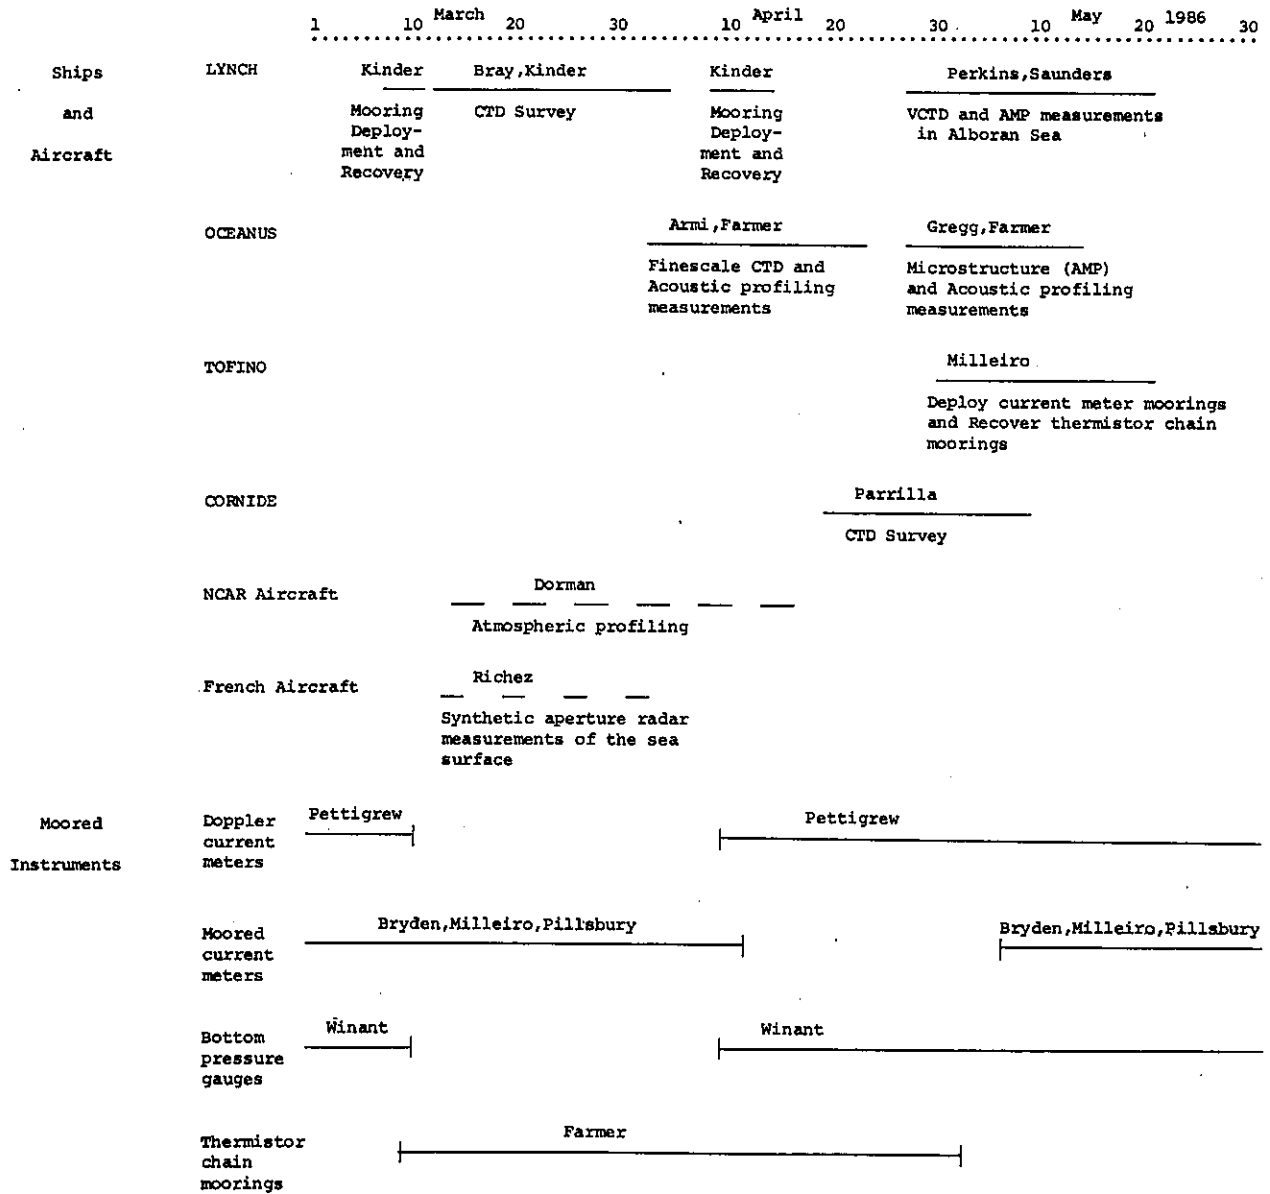 March April May 1986
1 10 20 30 10 20 30 10 20 30
Ships
and
Aircraft
LYNCH
Kinder
Mooring
Deploy-
ment and
Recovery
Bray,Kinder
CTD Survey
Kinder
Mooring
Deploy-
ment and
Recovery
Perkins,Saunders
VCTD and AMP measurements
in Alboran Sea
OCEANUS
Armi,Farmer
Finescale CTD and
Acoustic profiling
measurements
Gregg,Farmer
Microstructure (AMP)
and Acoustic profiling
measurements
TOFINO
Milleiro
Deploy current meter moorings
and Recover thermistor chain
moorings
CORNIDE
Parrilla
CTD Survey
NCAR Aircraft
Dorman
Atmospheric profiling
French Aircraft
Richez
Synthetic aperture radar
measurements of the sea
surface
Moored
Instruments
Doppler
current
meters
Pettigrew
Pettigrew
Moored
current
meters
Bryden,Milleiro,Pillsbury
Bryden,Milleiro,Pillsbury
Bottom
pressure
gauges
Winant
Winant
Thermistor
chain
moorings
Farmer